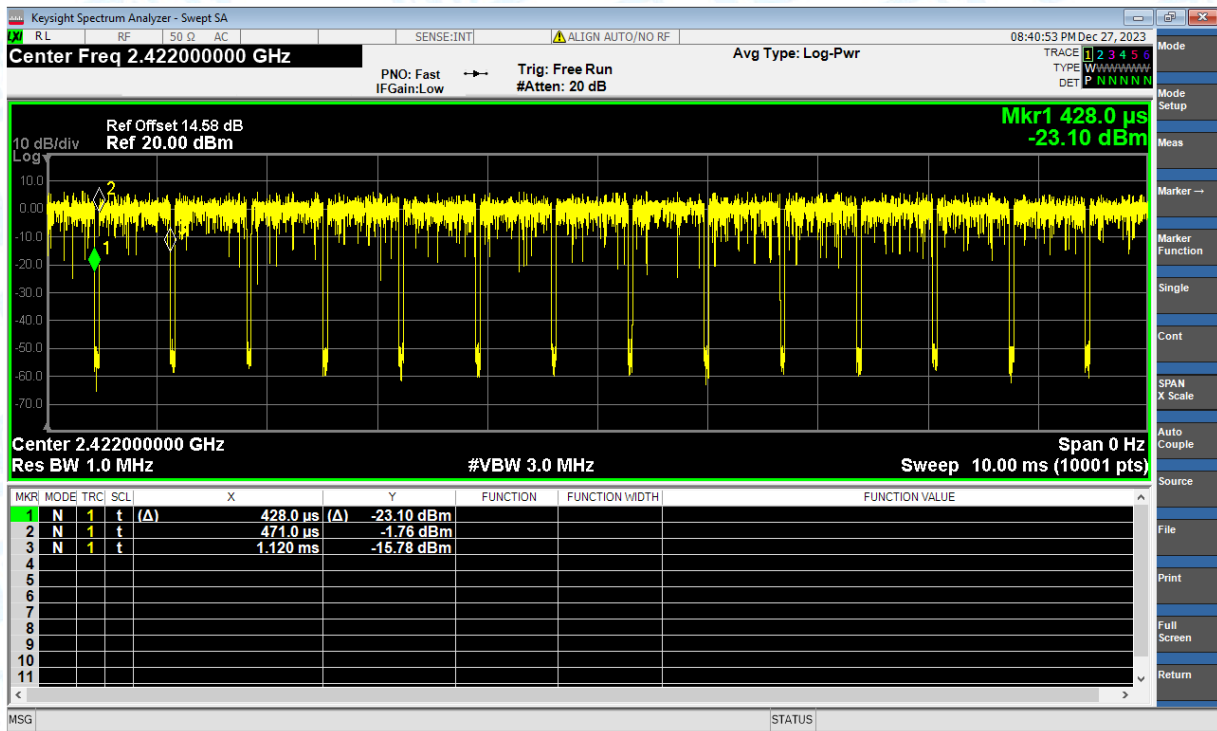 Keysight Spectrum Analyzer - Swept SA
LXI RL RF 50 Ω AC SENSE:INT ALIGN AUTO/NO RF 08:40:53 PM Dec 27, 2023
Center Freq 2.422000000 GHz Avg Type: Log-Pwr TRACE 1 2 3 4 5 6
PNO: Fast Trig: Free Run TYPE WWWWWW
IFGain:Low #Atten: 20 dB DET P N N N N N
Mkr1 428.0 µs
Ref Offset 14.58 dB
10 dB/div Ref 20.00 dBm -23.10 dBm
Log
10.0
0.00
-10.0
-20.0
-30.0
-40.0
-50.0
-60.0
-70.0
2
1
Center 2.422000000 GHz Span 0 Hz
Res BW 1.0 MHz #VBW 3.0 MHz Sweep 10.00 ms (10001 pts)
MKR MODE TRC SCL X Y FUNCTION FUNCTION WIDTH FUNCTION VALUE
1 N 1 t (Δ) 428.0 µs (Δ) -23.10 dBm
2 N 1 t 471.0 µs -1.76 dBm
3 N 1 t 1.120 ms -15.78 dBm
4
5
6
7
8
9
10
11
MSG STATUS
Mode
Mode
Setup
Meas
Marker →
Marker
Function
Single
Cont
SPAN
X Scale
Auto
Couple
Source
File
Print
Full
Screen
Return